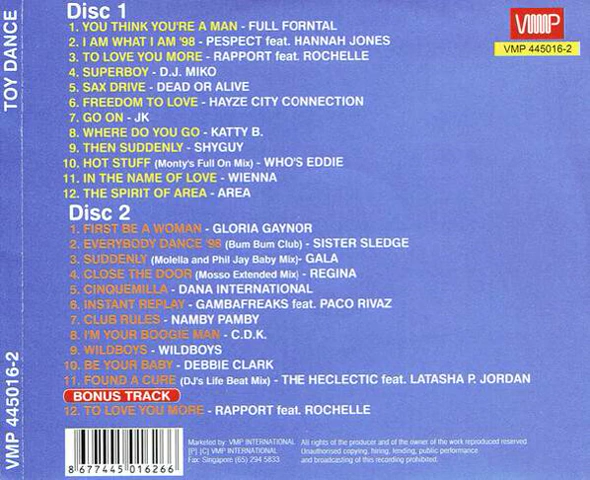 TOY DANCE
VMP 445016-2
VMP
VMP 445016-2
Disc 1
1. YOU THINK YOU'RE A MAN - FULL FORNTAL
2. I AM WHAT I AM '98 - PESPECT feat. HANNAH JONES
3. TO LOVE YOU MORE - RAPPORT feat. ROCHELLE
4. SUPERBOY - D.J. MIKO
5. SAX DRIVE - DEAD OR ALIVE
6. FREEDOM TO LOVE - HAYZE CITY CONNECTION
7. GO ON - JK
8. WHERE DO YOU GO - KATTY B.
9. THEN SUDDENLY - SHYGUY
10. HOT STUFF (Monty's Full On Mix) - WHO'S EDDIE
11. IN THE NAME OF LOVE - WIENNA
12. THE SPIRIT OF AREA - AREA
Disc 2
1. FIRST BE A WOMAN - GLORIA GAYNOR
2. EVERYBODY DANCE '98 (Bum Bum Club) - SISTER SLEDGE
3. SUDDENLY (Molella and Phil Jay Baby Mix)- GALA
4. CLOSE THE DOOR (Mosso Extended Mix) - REGINA
5. CINQUEMILLA - DANA INTERNATIONAL
6. INSTANT REPLAY - GAMBAFREAKS feat. PACO RIVAZ
7. CLUB RULES - NAMBY PAMBY
8. I'M YOUR BOOGIE MAN - C.D.K.
9. WILDBOYS - WILDBOYS
10. BE YOUR BABY - DEBBIE CLARK
11. FOUND A CURE (DJ's Life Beat Mix) - THE HECLECTIC feat. LATASHA P. JORDAN
BONUS TRACK
12. TO LOVE YOU MORE - RAPPORT feat. ROCHELLE
8 677445 016266
Marketed by: VMP INTERNATIONAL
[P] [C] VMP INTERNATIONAL
Fax: Singapore (65) 294 5833
All rights of the producer and of the owner of the work reproduced reserved
Unauthorised copying, hiring, lending, public performance
and broadcasting of this recording prohibited.